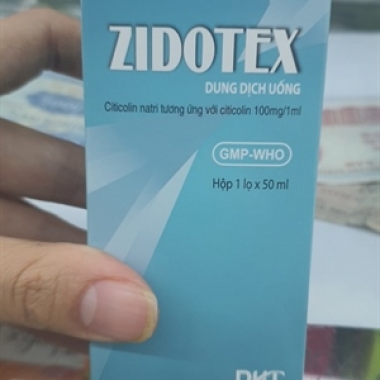 ZIDOTEX
DUNG DỊCH UỐNG
Citicolin natri tương ứng với citicolin 100mg/1ml
GMP-WHO
Hộp 1 lọ x 50 ml